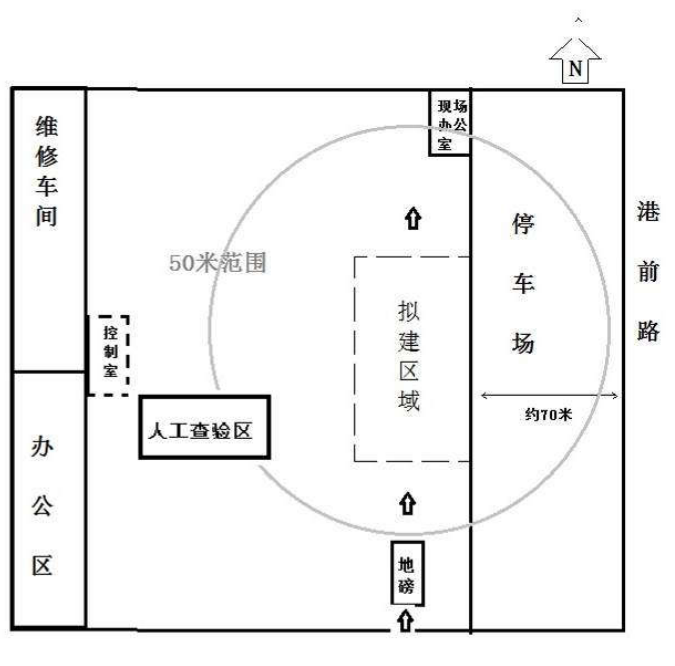 N
现场
办公
室
维修车间
港前路
停车场
50米范围
拟建区域
控制室
约70米
人工查验区
办公区
地磅